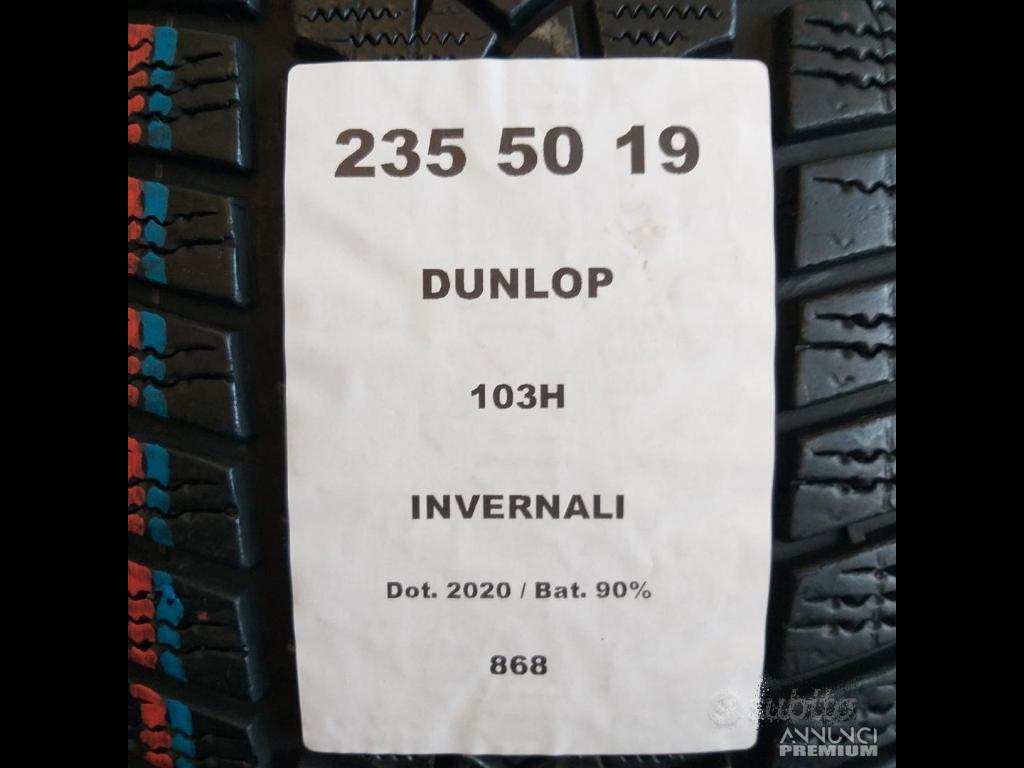 235 50 19
DUNLOP
103H
INVERNALI
Dot. 2020 / Bat. 90%
868
subito
ANNUNCI
PREMIUM